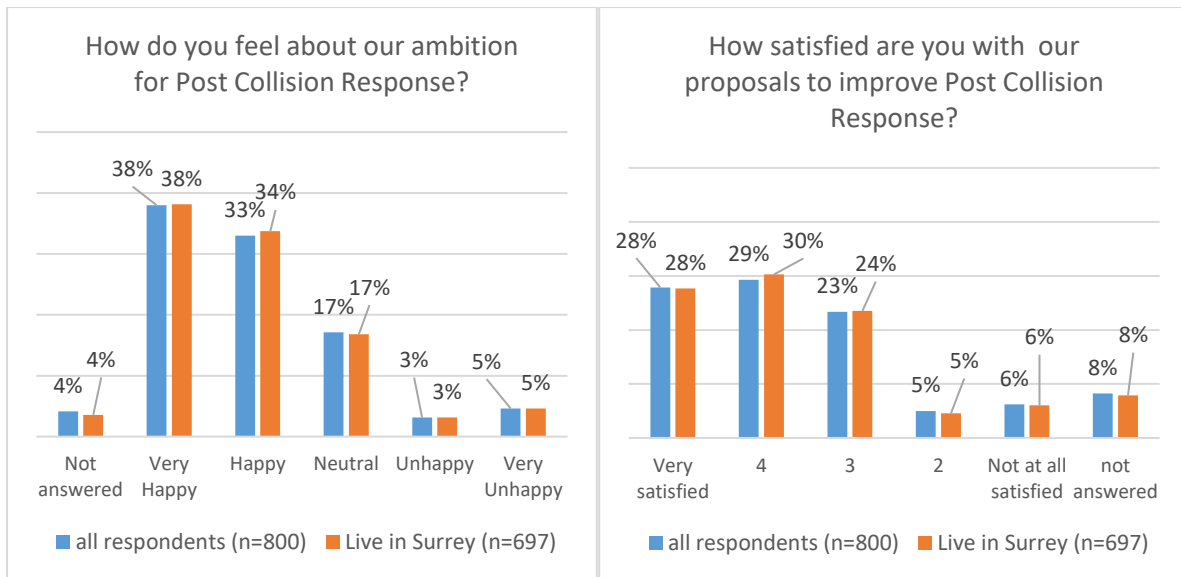 How do you feel about our ambition
for Post Collision Response?
38%
38%
33%
34%
17%
17%
4%
4%
3%
3%
5%
5%
Not
answered
Very
Happy
Happy
Neutral
Unhappy
Very
Unhappy
all respondents (n=800)
Live in Surrey (n=697)
How satisfied are you with our
proposals to improve Post Collision
Response?
28%
28%
29%
30%
23%
24%
5%
5%
6%
6%
8%
8%
Very
satisfied
4
3
2
Not at all
satisfied
not
answered
all respondents (n=800)
Live in Surrey (n=697)